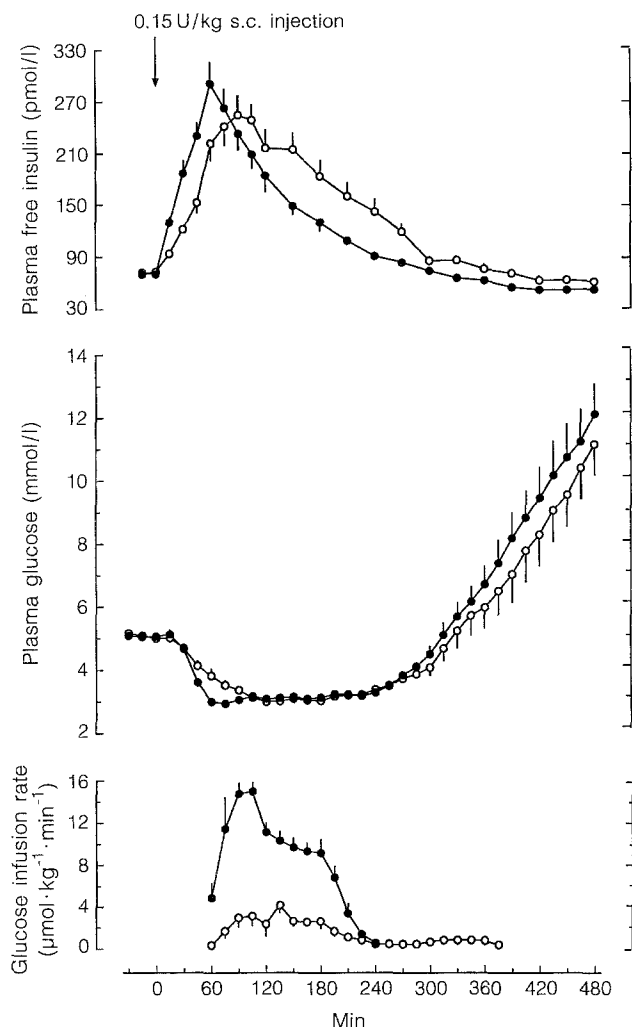 0.15 U/kg s.c. injection
Plasma free insulin (pmol/l)
330
270
210
150
90
30
Plasma glucose (mmol/l)
14
12
10
8
6
4
2
Glucose infusion rate
(µmol·kg⁻¹·min⁻¹)
16
12
8
4
0
0 60 120 180 240 300 360 420 480
Min